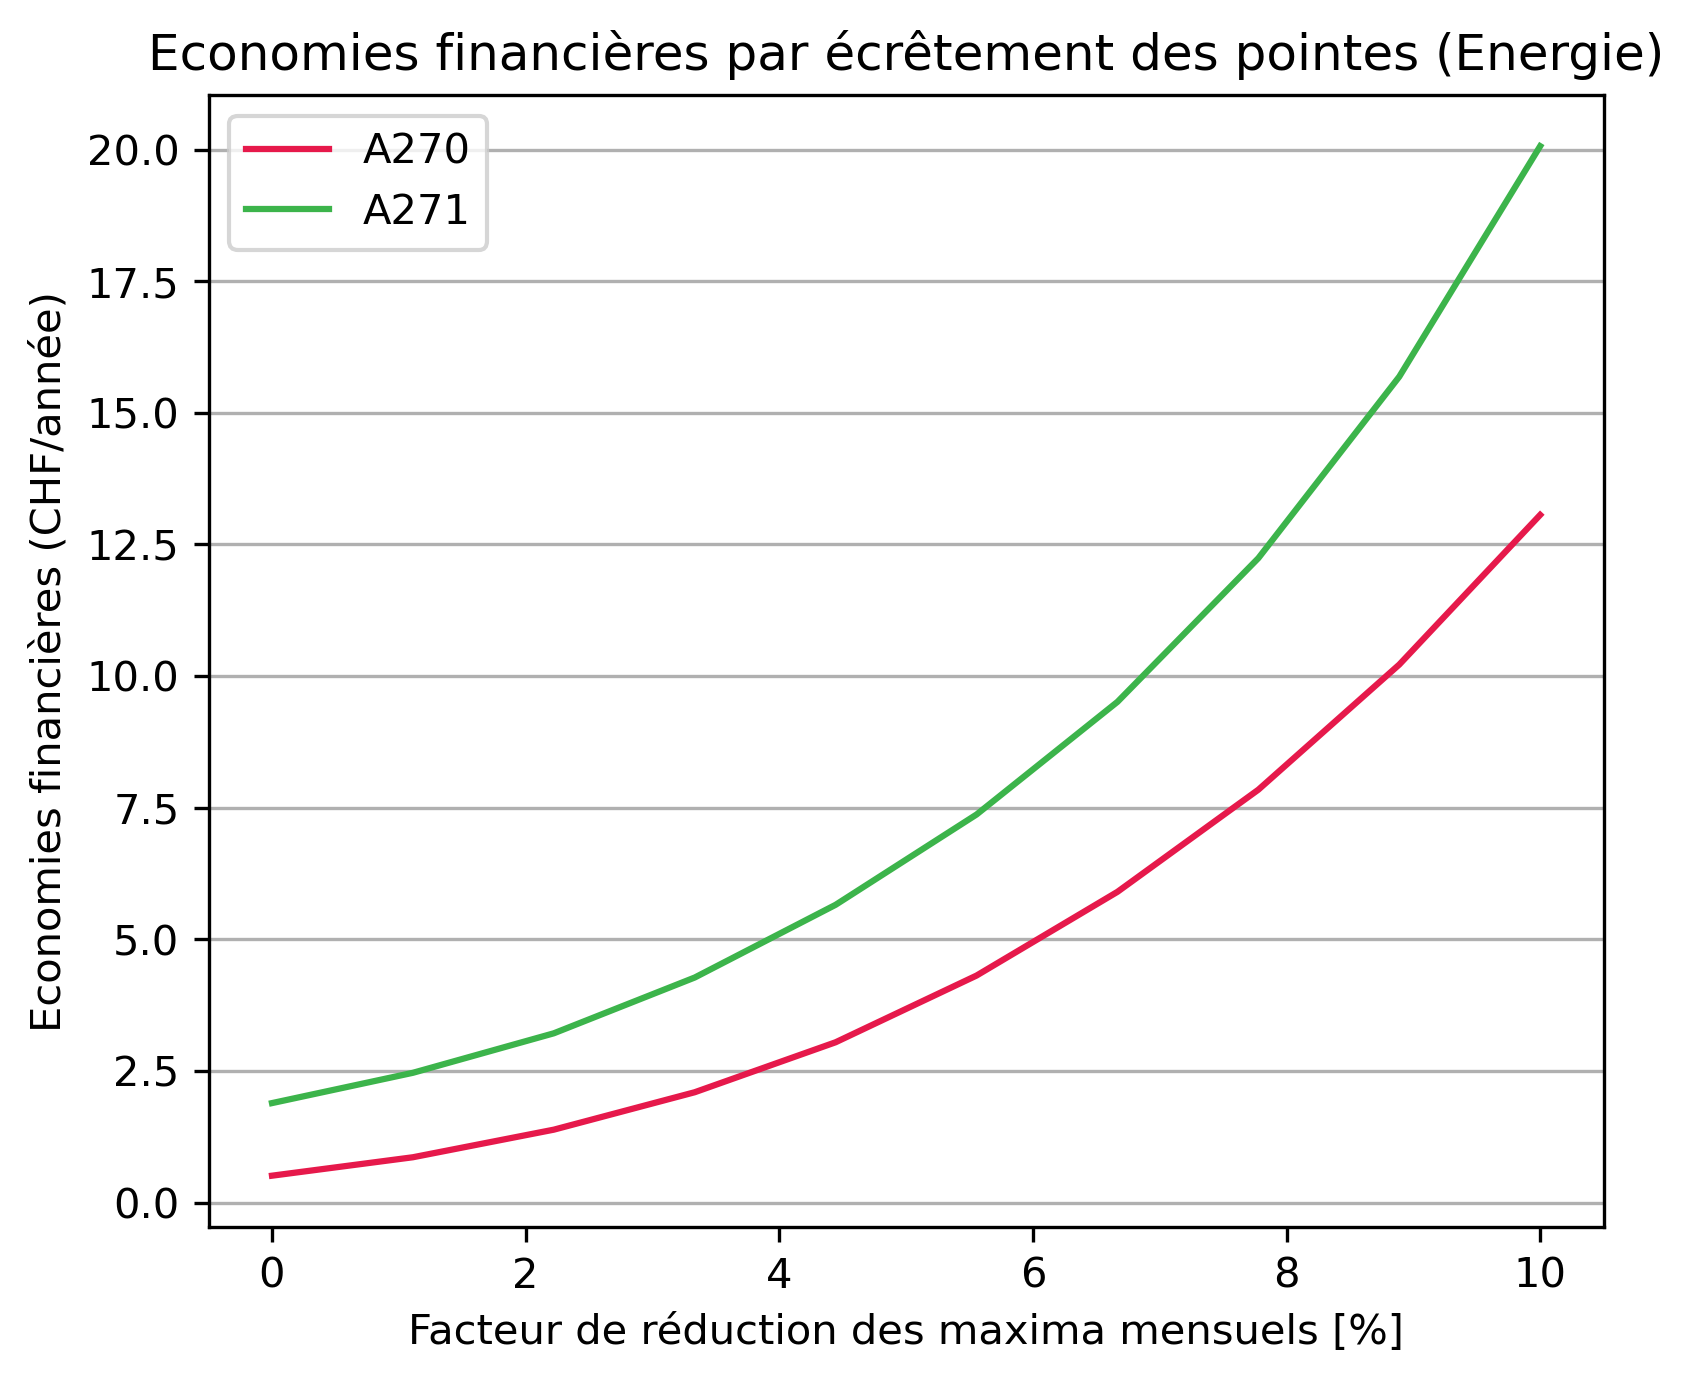 Economies financières par écrêtement des pointes (Energie)
A270
A271
Economies financières (CHF/année)
20.0
17.5
15.0
12.5
10.0
7.5
5.0
2.5
0.0
0 2 4 6 8 10
Facteur de réduction des maxima mensuels [%]